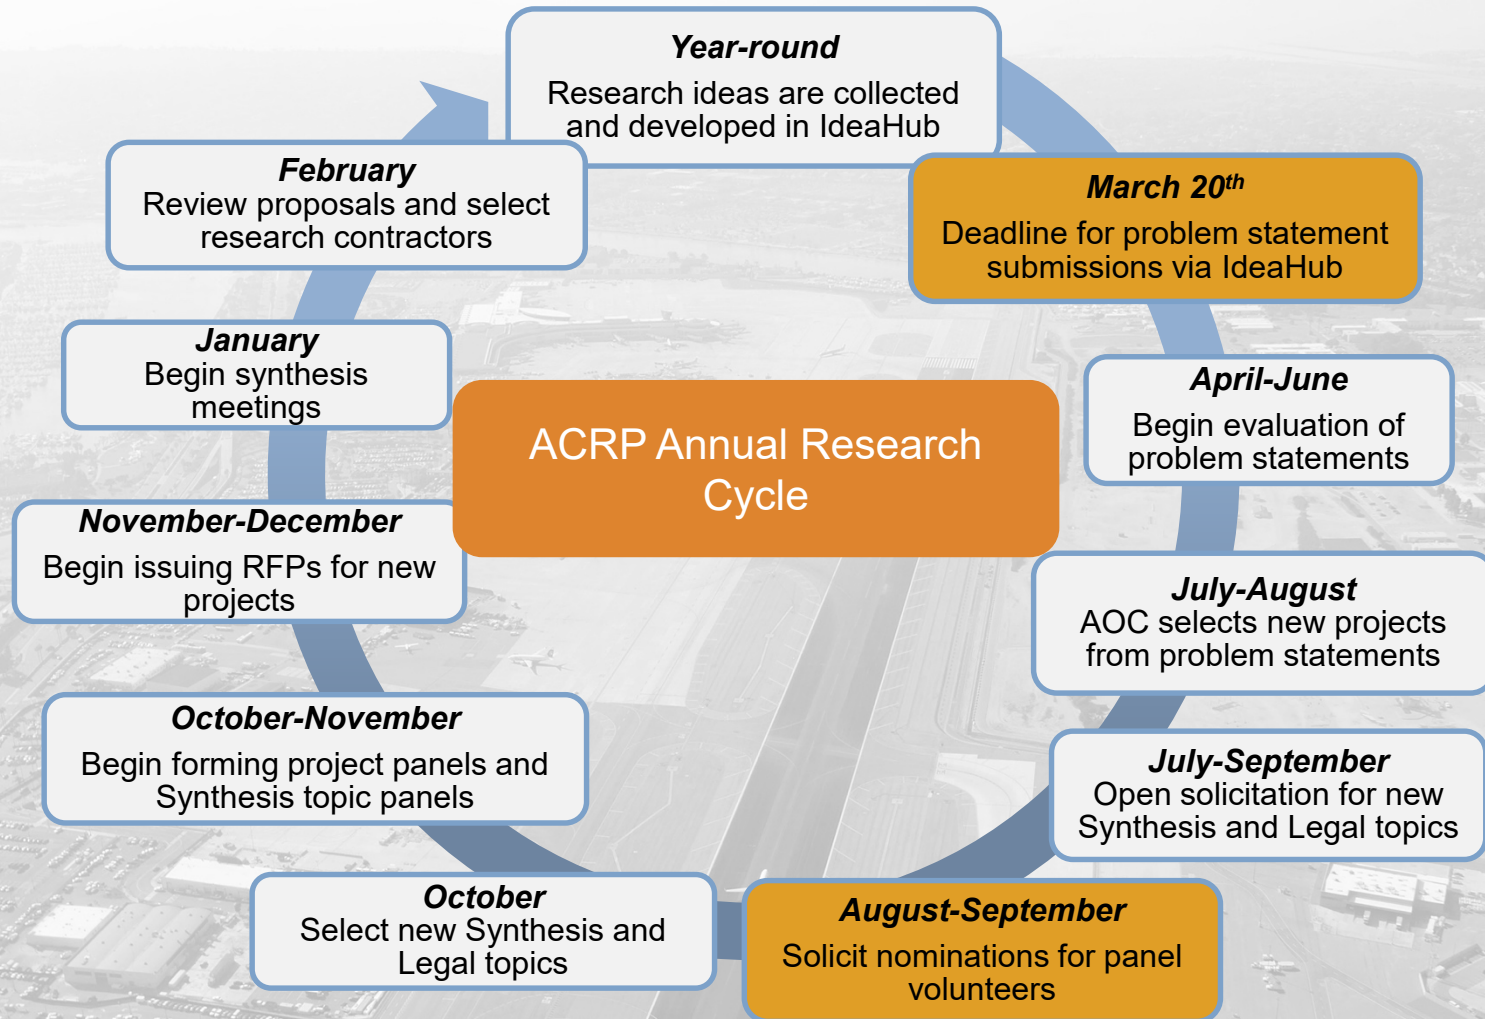 Year-round
Research ideas are collected
and developed in IdeaHub
March 20th
Deadline for problem statement
submissions via IdeaHub
April-June
Begin evaluation of
problem statements
July-August
AOC selects new projects
from problem statements
July-September
Open solicitation for new
Synthesis and Legal topics
August-September
Solicit nominations for panel
volunteers
October
Select new Synthesis and
Legal topics
October-November
Begin forming project panels and
Synthesis topic panels
November-December
Begin issuing RFPs for new
projects
January
Begin synthesis
meetings
February
Review proposals and select
research contractors
ACRP Annual Research
Cycle